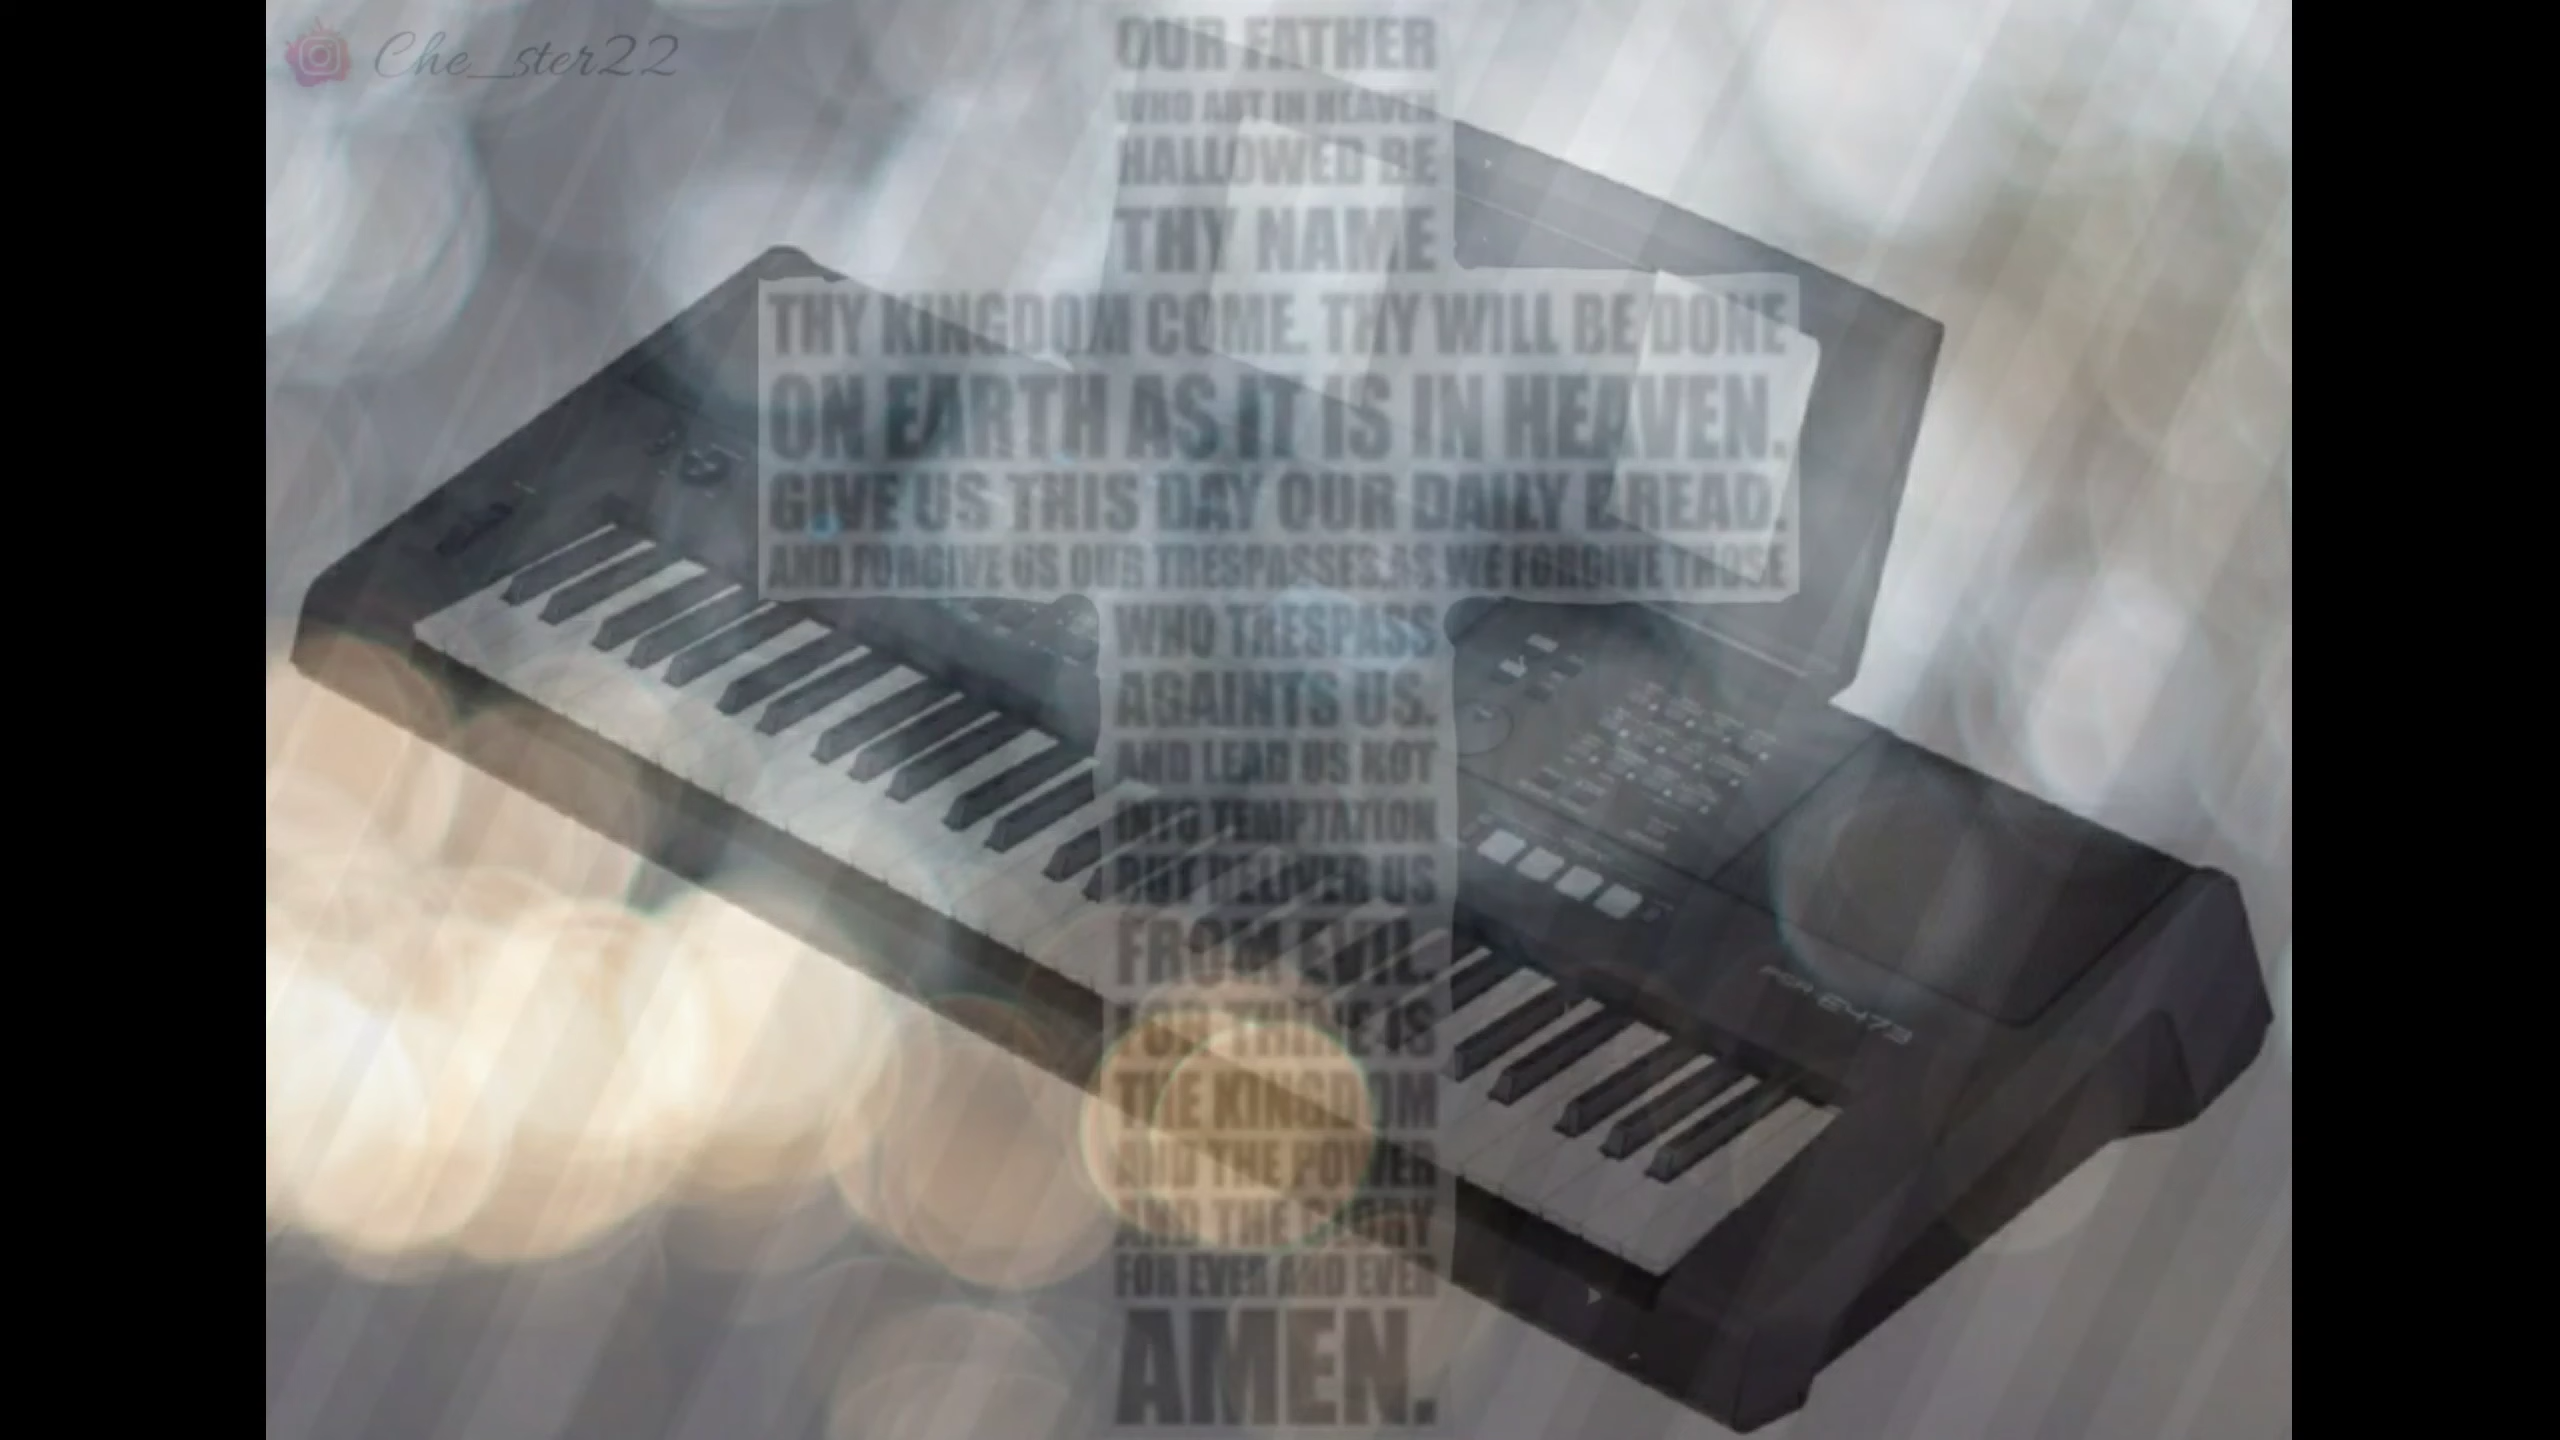 Che_ster22
OUR FATHER
WHO ART IN HEAVEN
HALLOWED BE
THY NAME
THY KINGDOM COME. THY WILL BE DONE
ON EARTH AS IT IS IN HEAVEN.
GIVE US THIS DAY OUR DAILY BREAD.
AND FORGIVE US OUR TRESPASSES.AS WE FORGIVE THOSE
WHO TRESPASS
AGAINTS US.
AND LEAD US NOT
INTO TEMPTATION
BUT DELIVER US
FROM EVIL.
FOR THINE IS
THE KINGDOM
AND THE POWER
AND THE GLORY
FOR EVER AND EVER
AMEN.
PSR-E473